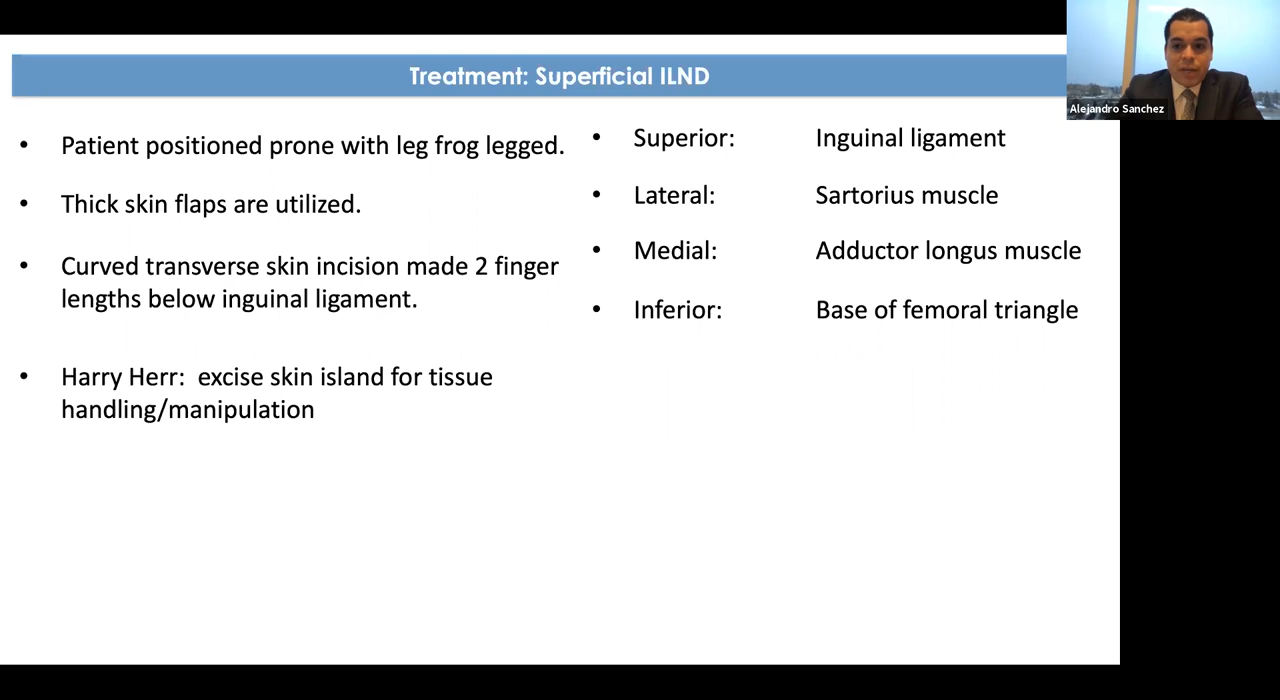 Treatment: Superficial ILND
Alejandro Sanchez
• Patient positioned prone with leg frog legged.
• Thick skin flaps are utilized.
• Curved transverse skin incision made 2 finger
lengths below inguinal ligament.
• Harry Herr: excise skin island for tissue
handling/manipulation
• Superior: Inguinal ligament
• Lateral: Sartorius muscle
• Medial: Adductor longus muscle
• Inferior: Base of femoral triangle